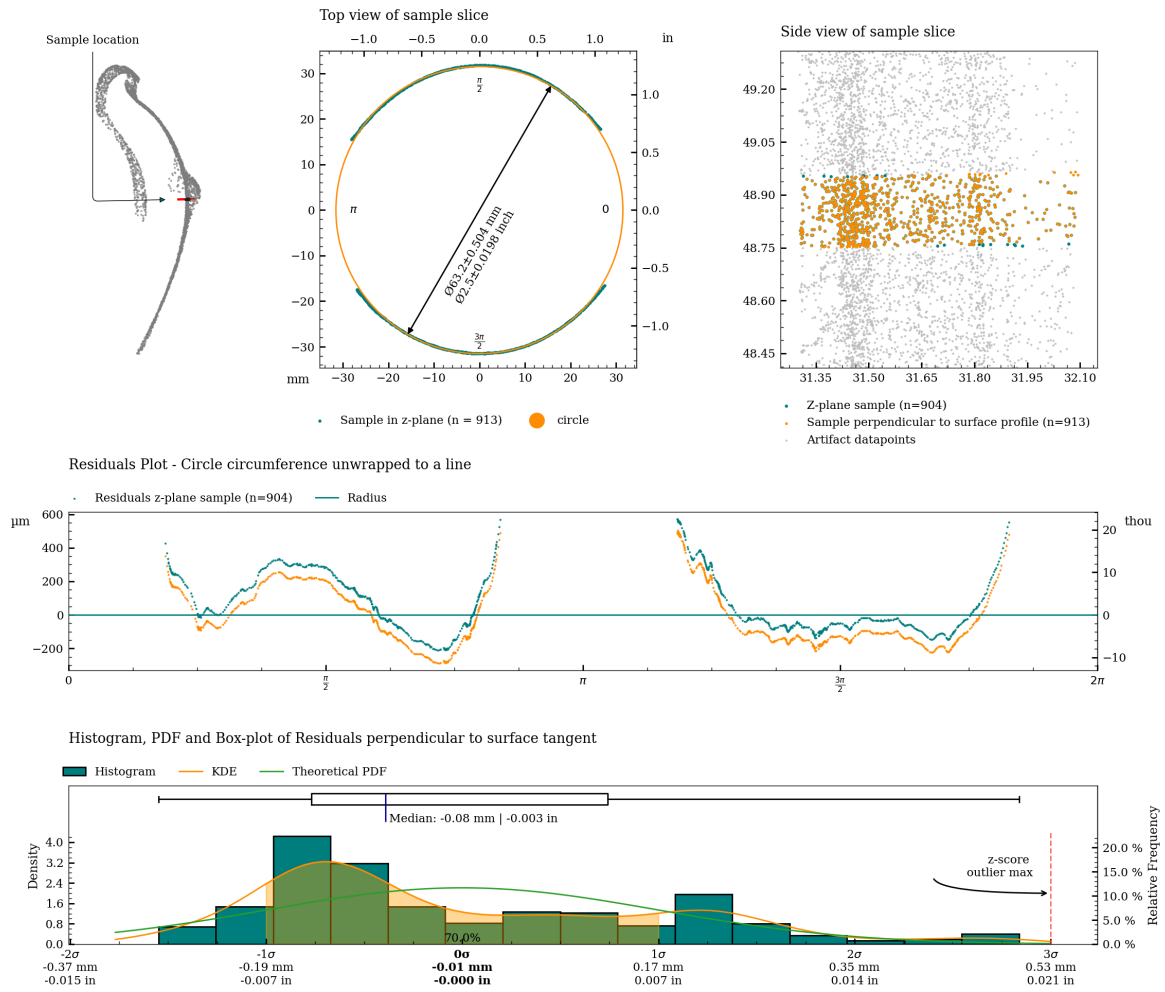 Sample location
Top view of sample slice
−1.0 −0.5 0.0 0.5 1.0 in
30
20
10
0
−10
−20
−30
mm
1.0
0.5
0.0
−0.5
−1.0
π/2
π
0
3π/2
Ø63.2±0.504 mm
Ø2.5±0.0198 inch
−30 −20 −10 0 10 20 30
Sample in z-plane (n = 913) circle
Side view of sample slice
49.20
49.05
48.90
48.75
48.60
48.45
31.35 31.50 31.65 31.80 31.95 32.10
Z-plane sample (n=904)
Sample perpendicular to surface profile (n=913)
Artifact datapoints
Residuals Plot - Circle circumference unwrapped to a line
Residuals z-plane sample (n=904) Radius
µm
600
400
200
0
−200
thou
20
10
0
−10
0 π/2 π 3π/2 2π
Histogram, PDF and Box-plot of Residuals perpendicular to surface tangent
Histogram KDE Theoretical PDF
Median: -0.08 mm | -0.003 in
Density
4.0
3.2
2.4
1.6
0.8
0.0
z-score
outlier max
70.0%
Relative Frequency
20.0 %
15.0 %
10.0 %
5.0 %
0.0 %
-2σ -1σ 0σ 1σ 2σ 3σ
-0.37 mm -0.19 mm -0.01 mm 0.17 mm 0.35 mm 0.53 mm
-0.015 in -0.007 in -0.000 in 0.007 in 0.014 in 0.021 in